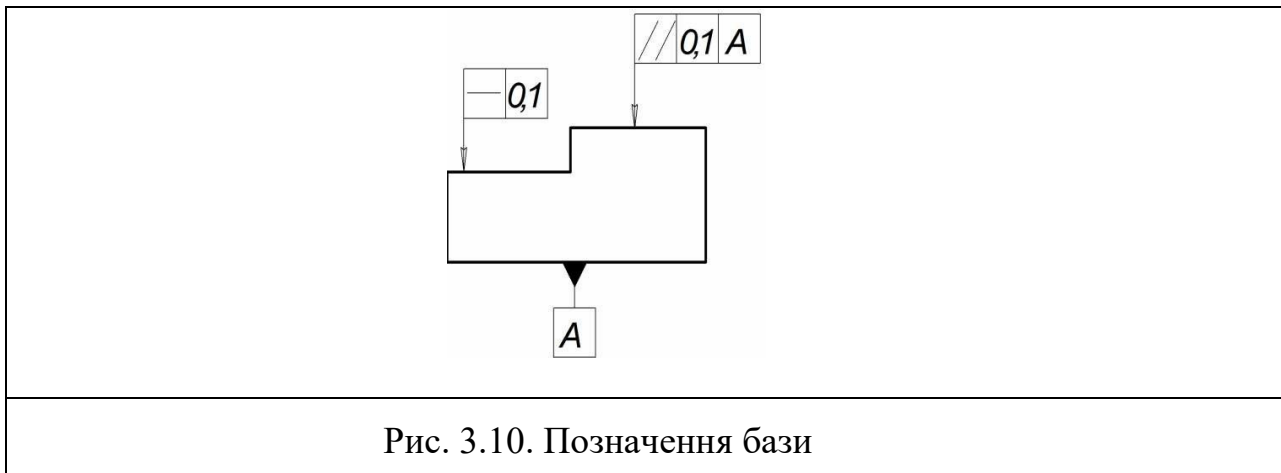 // 0,1 A
— 0,1
A
Рис. 3.10. Позначення бази